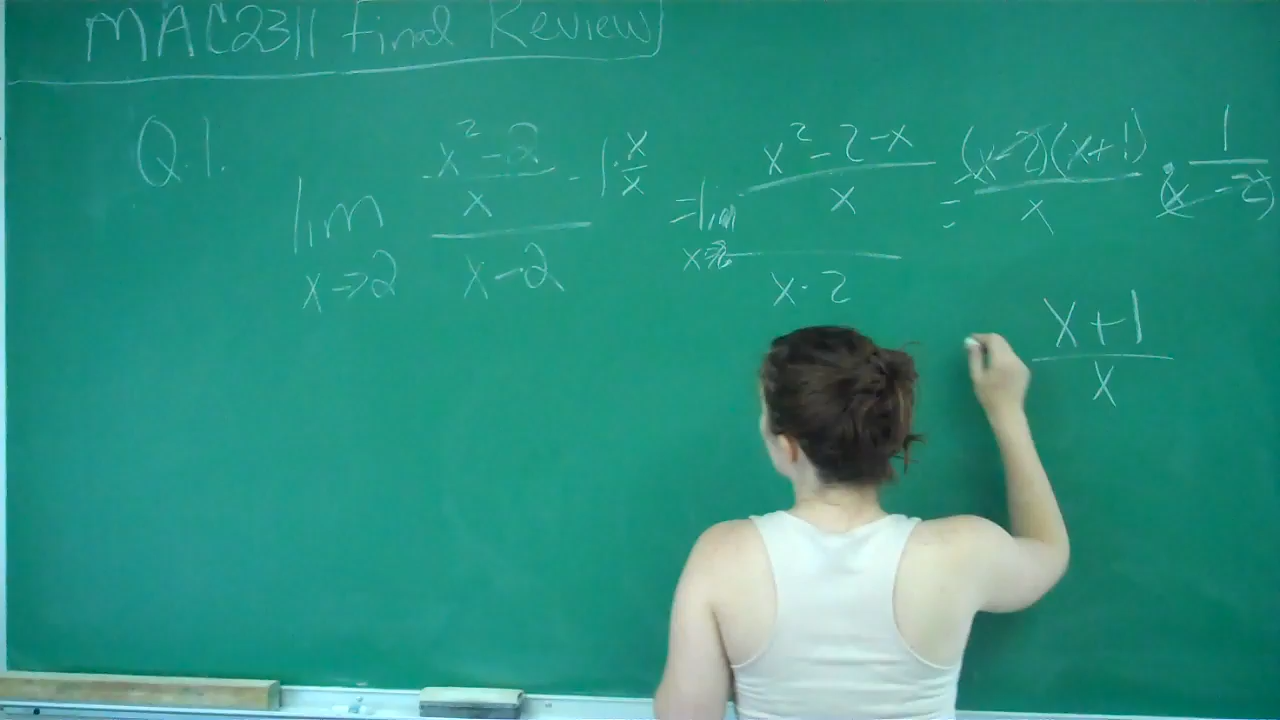 MAC2311 Final Review
Q.1.
lim x→2 ((x² - 2)/x - 1·x/x)/(x - 2) = lim x→2 ((x² - 2 - x)/x)/(x - 2) = (x - 2)(x + 1)/x · 1/(x - 2)
(x + 1)/x